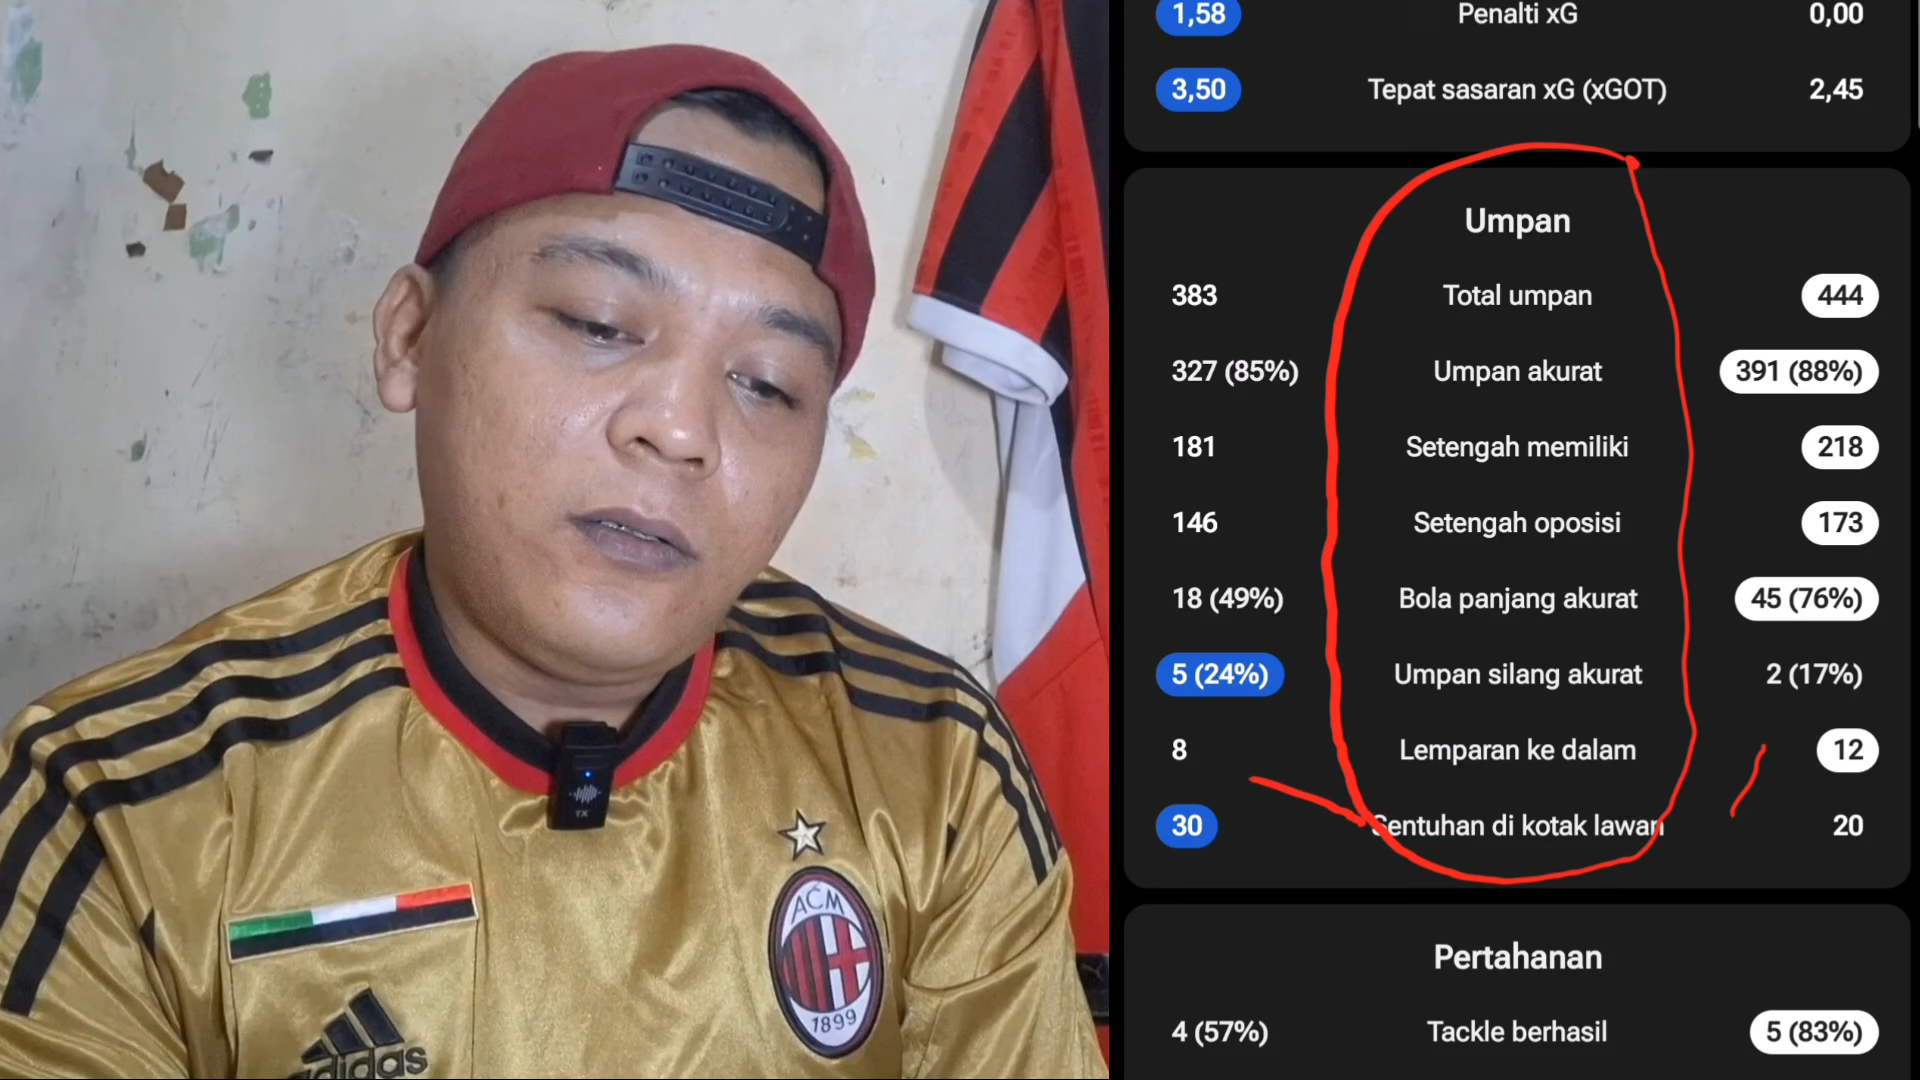 1,58 Penalti xG 0,00
3,50 Tepat sasaran xG (xGOT) 2,45
Umpan
383 Total umpan 444
327 (85%) Umpan akurat 391 (88%)
181 Setengah memiliki 218
146 Setengah oposisi 173
18 (49%) Bola panjang akurat 45 (76%)
5 (24%) Umpan silang akurat 2 (17%)
8 Lemparan ke dalam 12
30 Sentuhan di kotak lawan 20
Pertahanan
4 (57%) Tackle berhasil 5 (83%)
TX
ACM
1899
adidas